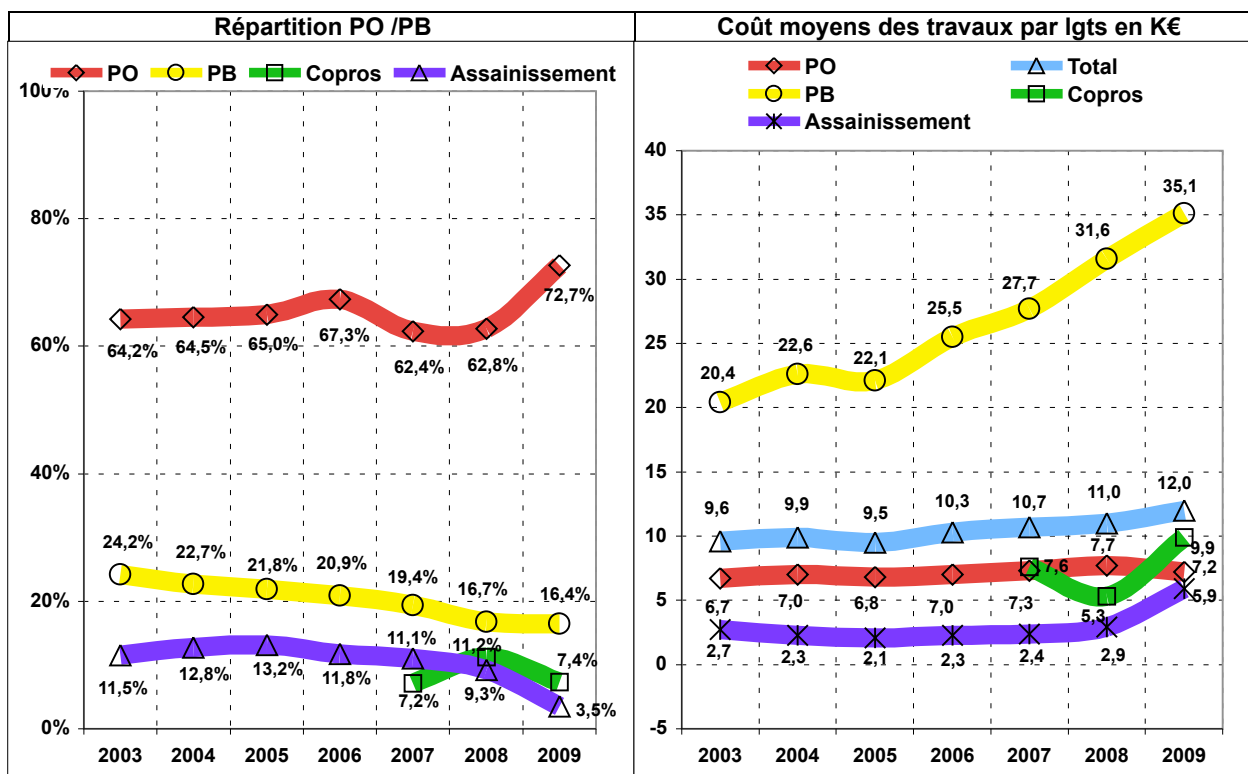 Répartition PO /PB
PO PB Copros Assainissement
100%
80%
60%
40%
20%
0%
64,2% 64,5% 65,0% 67,3% 62,4% 62,8% 72,7%
24,2% 22,7% 21,8% 20,9% 19,4% 16,7% 16,4%
11,5% 12,8% 13,2% 11,8% 11,1% 9,3% 3,5%
7,2% 11,2% 7,4%
2003 2004 2005 2006 2007 2008 2009
Coût moyens des travaux par lgts en K€
PO Total
PB Copros
Assainissement
40
35
30
25
20
15
10
5
0
-5
20,4 22,6 22,1 25,5 27,7 31,6 35,1
9,6 9,9 9,5 10,3 10,7 11,0 12,0
6,7 7,0 6,8 7,0 7,3 7,7 7,2
7,6 5,3 9,9
2,7 2,3 2,1 2,3 2,4 2,9 5,9
2003 2004 2005 2006 2007 2008 2009